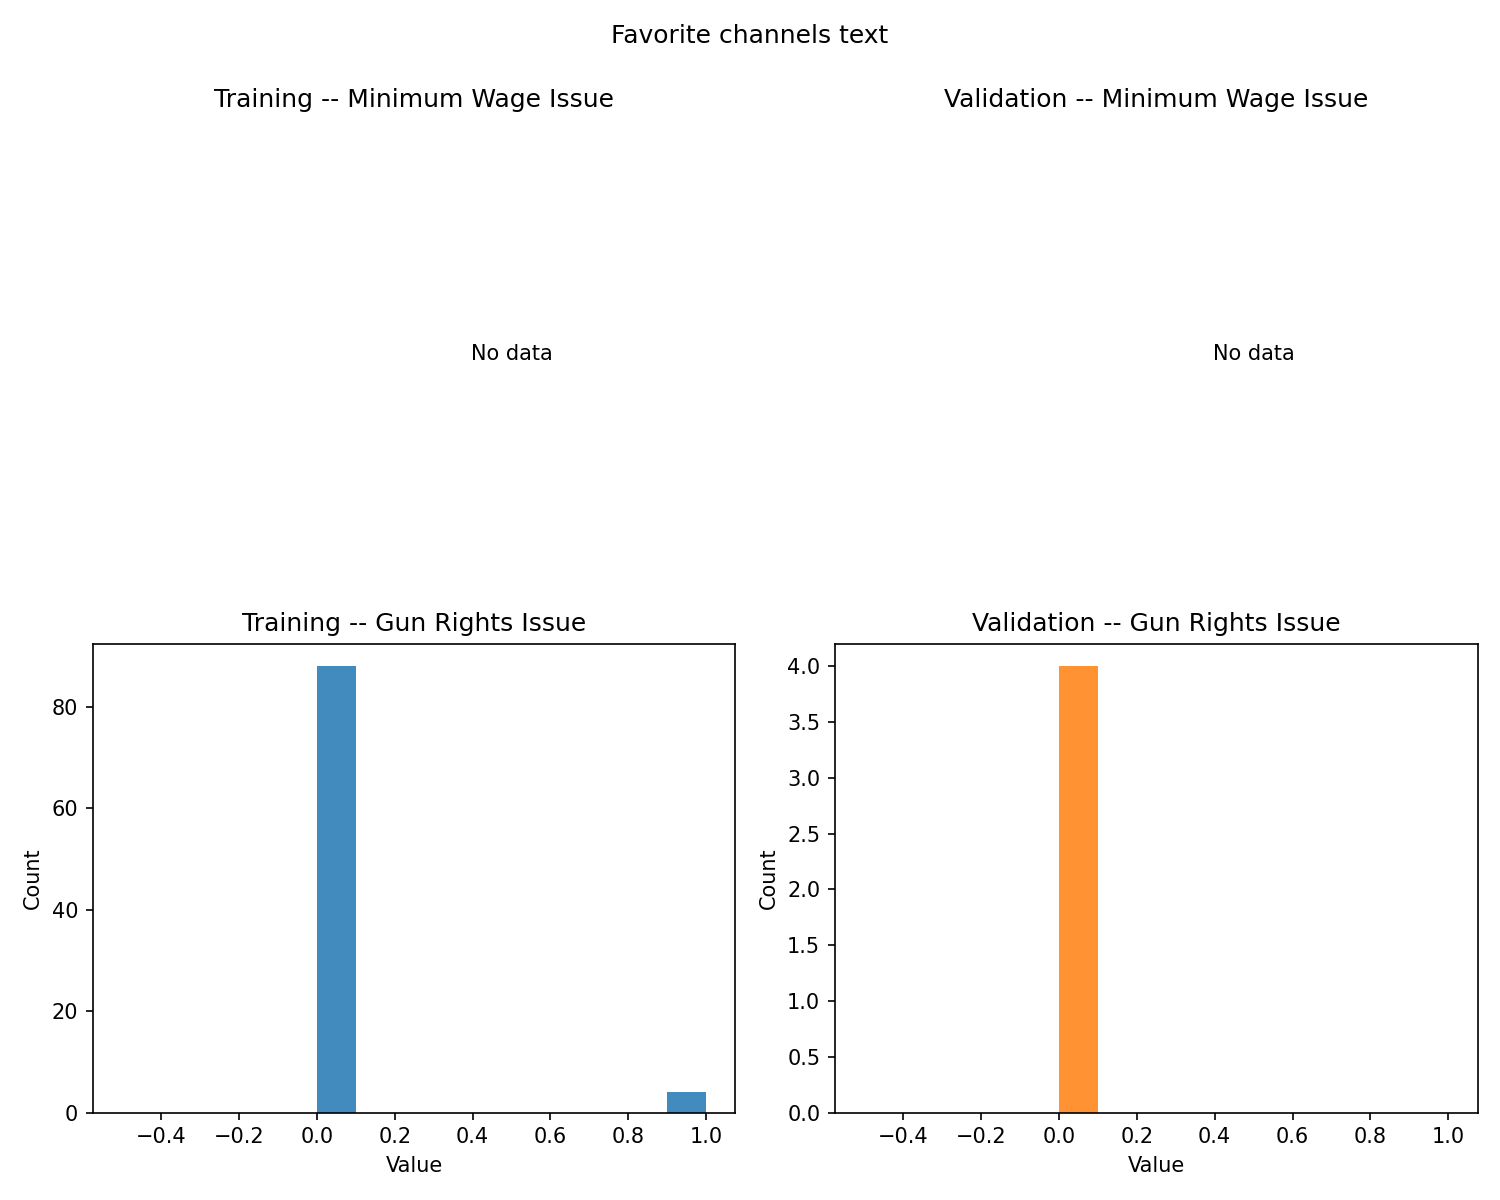 Favorite channels text
Training -- Minimum Wage Issue
No data
Validation -- Minimum Wage Issue
No data
Training -- Gun Rights Issue
Count
80
60
40
20
0
−0.4 −0.2 0.0 0.2 0.4 0.6 0.8 1.0
Value
Validation -- Gun Rights Issue
Count
4.0
3.5
3.0
2.5
2.0
1.5
1.0
0.5
0.0
−0.4 −0.2 0.0 0.2 0.4 0.6 0.8 1.0
Value